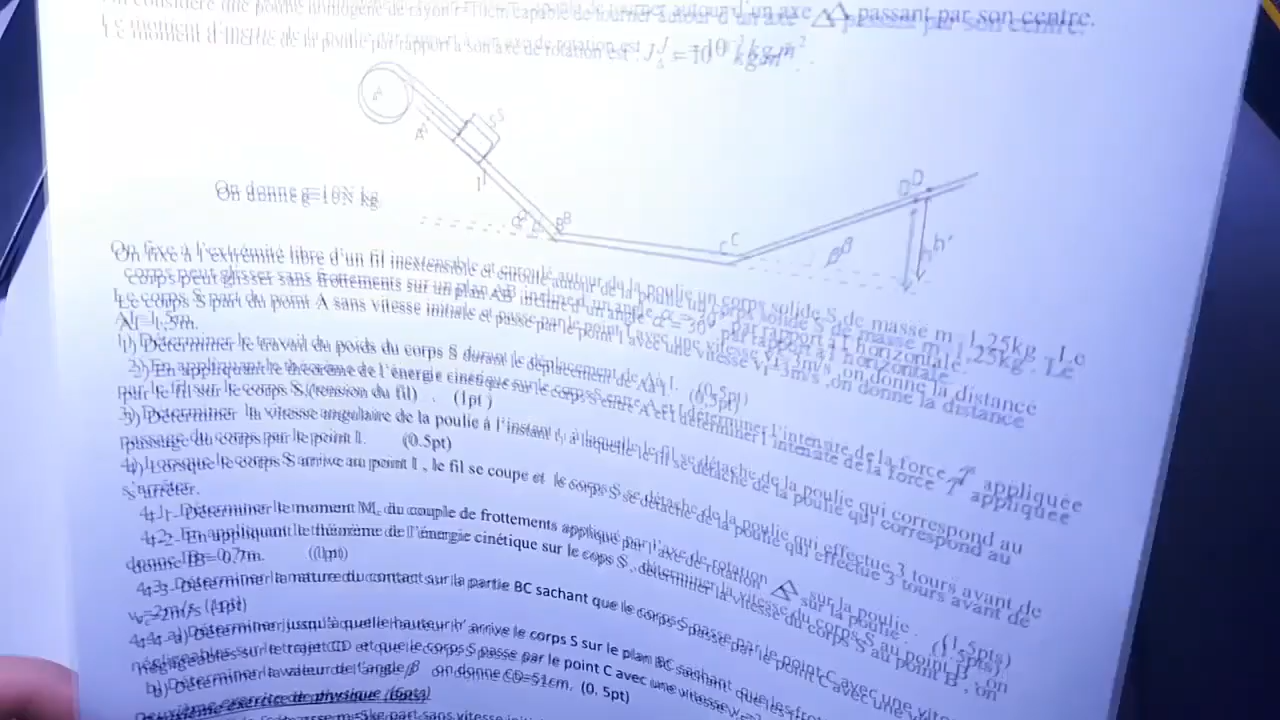 On considère une poulie homogène de rayon r=10cm capable de tourner autour d'un axe Δ passant par son centre.
Le moment d'inertie de la poulie par rapport à son axe de rotation est : J
A
S
I
On donne g=10N/kg
α
B
C
D
β
h'
On fixe à l'extrémité libre d'un fil inextensible et enroulé autour de la poulie un corps solide S de masse m=1,25kg . Le
corps peut glisser sans frottements sur un plan AB incliné d'un angle α = 30° par rapport à l'horizontale.
Le corps S part du point A sans vitesse initiale et passe par le point I avec une vitesse v =3m/s ,on donne la distance
AI=1,5m.
1) Déterminer le travail du poids du corps S durant le déplacement de A à I. (0.5pt)
2) En appliquant le théorème de l'énergie cinétique sur le corps S entre A et I déterminer l'intensité de la force T appliquée
par le fil sur le corps S.(tension du fil) . (1pt )
3) Déterminer la vitesse angulaire de la poulie à l'instant t, à laquelle le fil se détache de la poulie qui correspond au
passage du corps par le point I. (0.5pt)
4) Lorsque le corps S arrive au point I , le fil se coupe et le corps S se détache de la poulie qui effectue 3 tours avant de
s'arrêter.
4-1- Déterminer le moment M du couple de frottements appliqué par l'axe de rotation Δ sur la poulie . (1.5pts)
4-2- En appliquant le théorème de l'énergie cinétique sur le cops S , déterminer la vitesse du corps S au point B , on
donne IB=0,7m. (1pt)
4-3- Déterminer la nature du contact sur la partie BC sachant que le corps S passe par le point C avec une vitesse
v =2m/s (1pt)
4-4- a) Déterminer jusqu'à quelle hauteur h' arrive le corps S sur le plan sachant que les
négligeables sur le trajet CD et que le corps S passe par le point C avec une vitesse
b) Déterminer la valeur de l'angle β on donne CD=51cm. (0, 5pt)
Deuxième exercice de physique (6pts)
masse m=5kg part sans vitesse